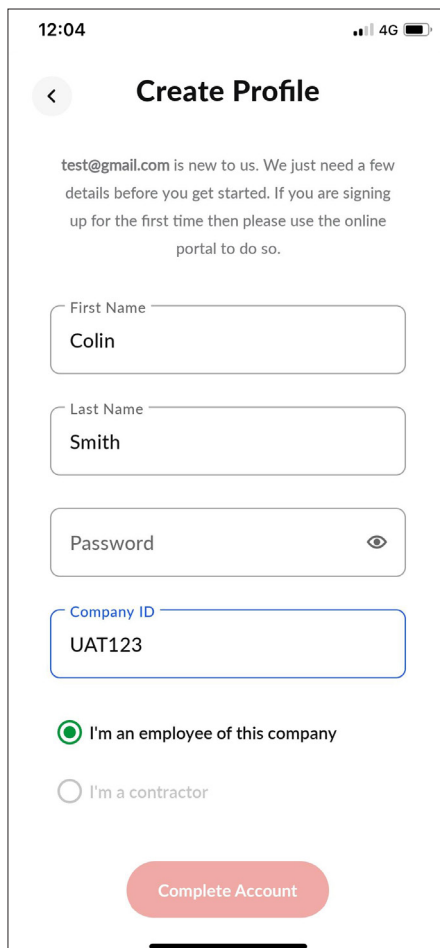 12:04
4G
Create Profile
test@gmail.com is new to us. We just need a few
details before you get started. If you are signing
up for the first time then please use the online
portal to do so.
First Name
Colin
Last Name
Smith
Password
Company ID
UAT123
I'm an employee of this company
I'm a contractor
Complete Account